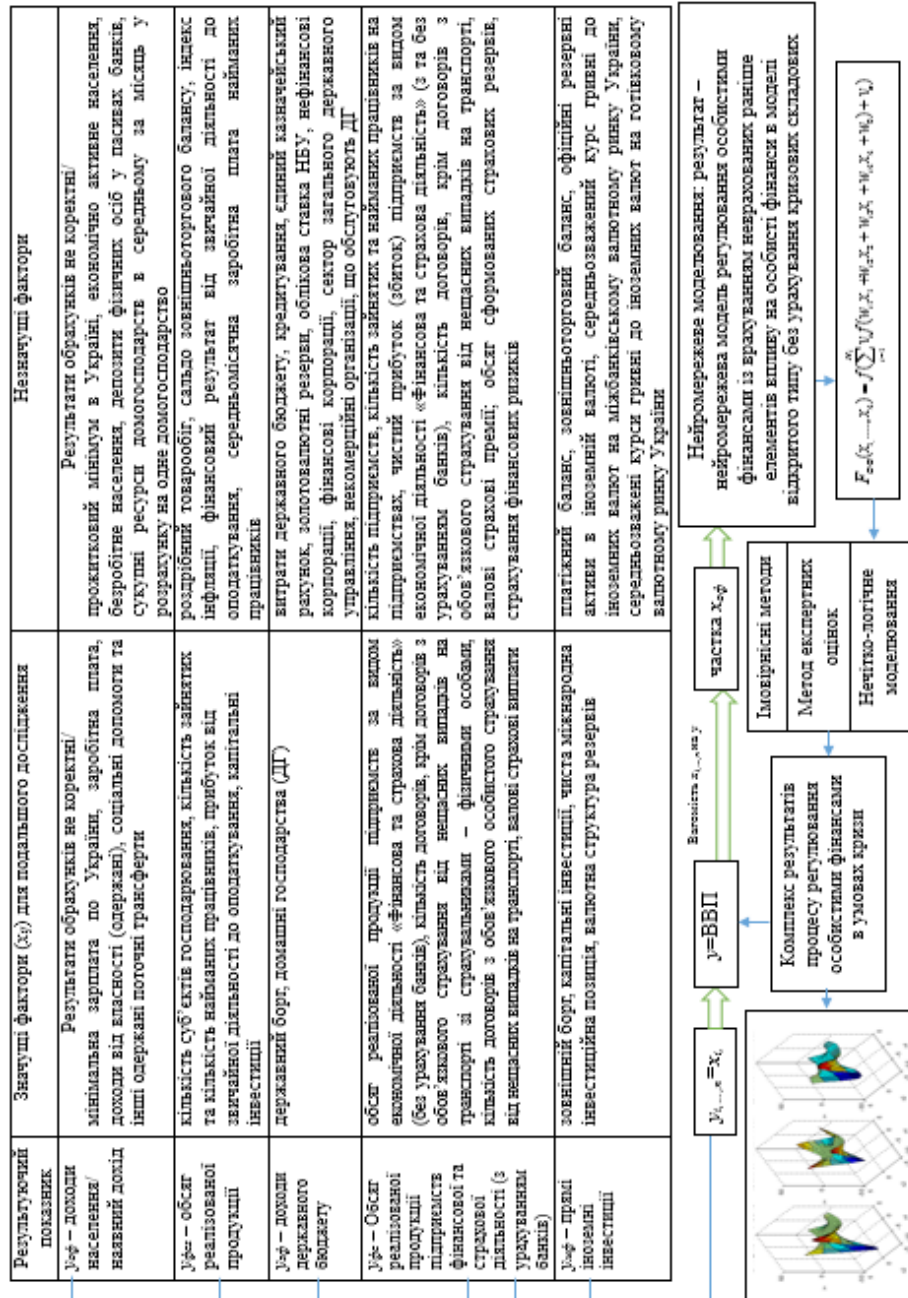 Результуючий
показник
Значущі фактори (xᵢⱼ) для подальшого дослідження
Незначущі фактори
– доходи
населення/
наявний дохід
Результати обрахунків не коректні/
мінімальна зарплата по України, заробітна плата,
доходи від власності (одержані), соціальні допомоги та
інші одержані поточні трансферти
Результати обрахунків не коректні/
прожитковий мінімум в Україні, економічно активне населення,
безробітне населення, депозити фізичних осіб у пасивах банків,
сукупні ресурси домогосподарств в середньому за місяць у
розрахунку на одне домогосподарство
– обсяг
реалізованої
продукції
кількість суб’єктів господарювання, кількість зайнятих
та кількість найманих працівників, прибуток від
звичайної діяльності до оподаткування, капітальні
інвестиції
роздрібний товарообіг, сальдо зовнішньоторгового балансу, індекс
інфляції, фінансовий результат від звичайної діяльності до
оподаткування, середньомісячна заробітна плата найманих
працівників
– доходи
державного
бюджету
державний борг, домашні господарства (ДГ)
витрати державного бюджету, кредитування, єдиний казначейський
рахунок, золотовалютні резерви, облікова ставка НБУ, нефінансові
корпорації, фінансові корпорації, сектор загального державного
управління, некомерційні організації, що обслуговують ДГ
– Обсяг
реалізованої
продукції
підприємств
фінансової та
страхової
діяльності (з
урахуванням
банків)
обсяг реалізованої продукції підприємств за видом
економічної діяльності «Фінансова та страхова діяльність»
(без урахування банків), кількість договорів, крім договорів з
обов’язкового страхування від нещасних випадків на
транспорті зі страхувальниками – фізичними особами,
кількість договорів з обов’язкового особистого страхування
від нещасних випадків на транспорті, валові страхові виплати
кількість підприємств, кількість зайнятих та найманих працівників на
підприємствах, чистий прибуток (збиток) підприємств за видом
економічної діяльності «Фінансова та страхова діяльність» (з та без
урахуванням банків), кількість договорів, крім договорів з
обов’язкового страхування від нещасних випадків на транспорті,
валові страхові премії; обсяг сформованих страхових резервів,
страхування фінансових ризиків
– прямі
іноземні
інвестиції
зовнішній борг, капітальні інвестиції, чиста міжнародна
інвестиційна позиція, валютна структура резервів
платіжний баланс, зовнішньоторговий баланс, офіційні резервні
активи в іноземній валюті, середньозважений курс гривні до
іноземних валют на міжбанківському валютному ринку України,
середньозважені курси гривні до іноземних валют на готівковому
валютному ринку України
y=ВВП
частка
Нейромережеве моделювання: результат –
нейромережева модель регулювання особистими
фінансами із врахуванням неврахованих раніше
елементів впливу на особисті фінанси в моделі
відкритого типу без урахування кризових складових
Комплекс результатів
процесу регулювання
особистими фінансами
в умовах кризи
Імовірнісні методи
Метод експертних
оцінок
Нечітко-логічне
моделювання